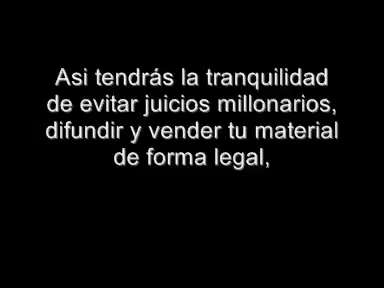 Asi tendrás la tranquilidad
de evitar juicios millonarios,
difundir y vender tu material
de forma legal,